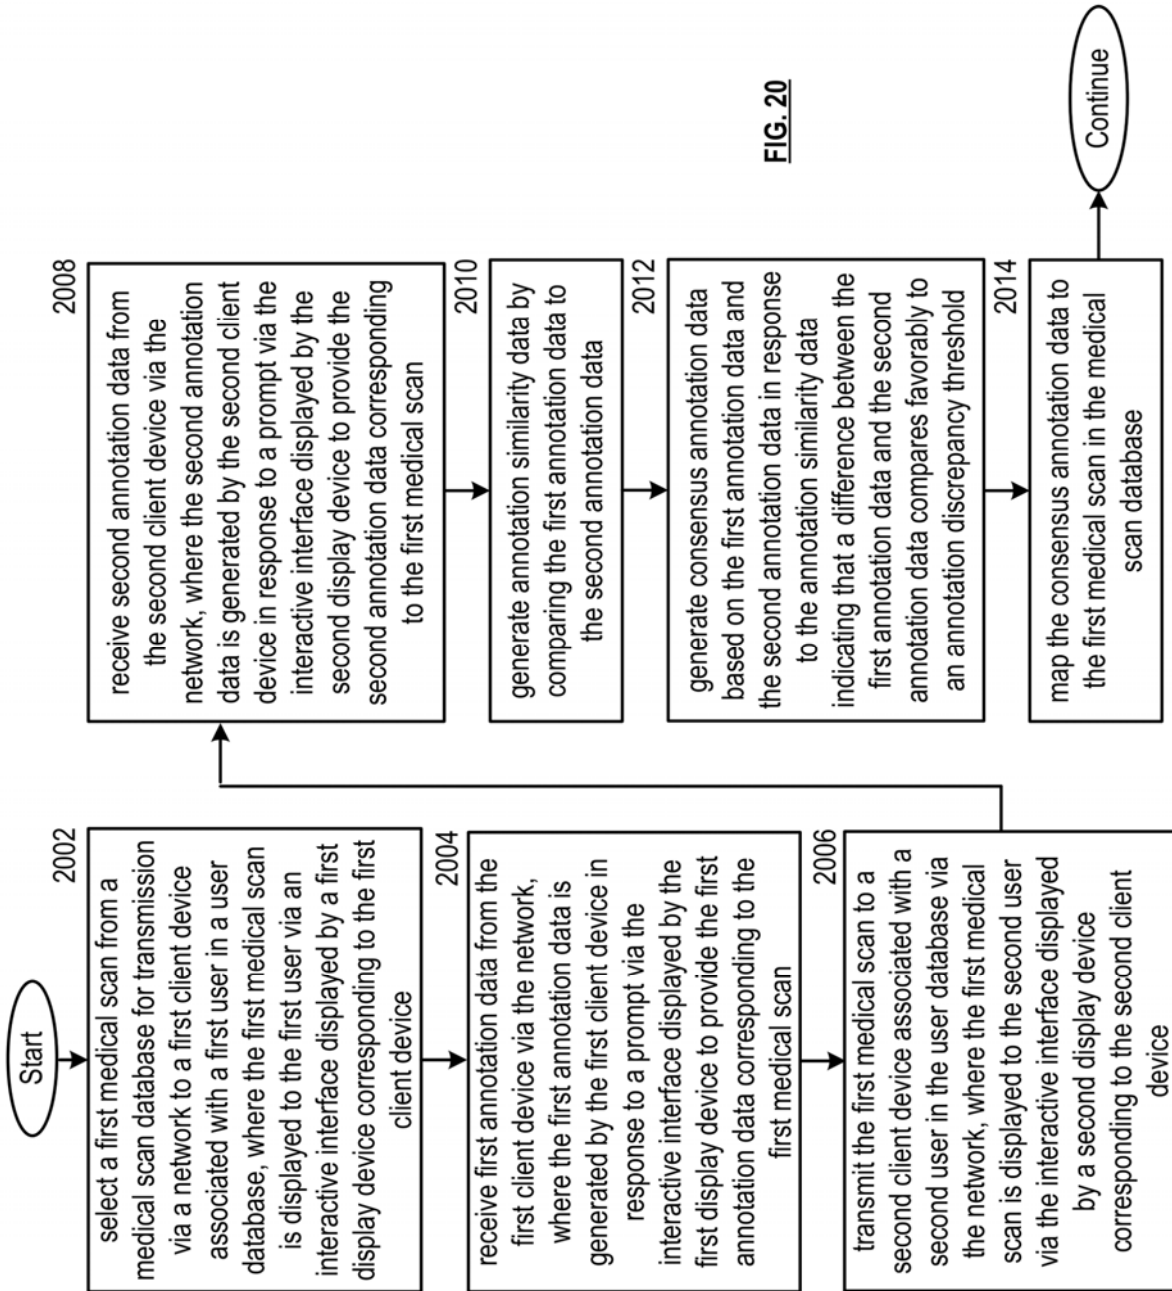 Start
2002
select a first medical scan from a
medical scan database for transmission
via a network to a first client device
associated with a first user in a user
database, where the first medical scan
is displayed to the first user via an
interactive interface displayed by a first
display device corresponding to the first
client device
2004
receive first annotation data from the
first client device via the network,
where the first annotation data is
generated by the first client device in
response to a prompt via the
interactive interface displayed by the
first display device to provide the first
annotation data corresponding to the
first medical scan
2006
transmit the first medical scan to a
second client device associated with a
second user in the user database via
the network, where the first medical
scan is displayed to the second user
via the interactive interface displayed
by a second display device
corresponding to the second client
device
2008
receive second annotation data from
the second client device via the
network, where the second annotation
data is generated by the second client
device in response to a prompt via the
interactive interface displayed by the
second display device to provide the
second annotation data corresponding
to the first medical scan
2010
generate annotation similarity data by
comparing the first annotation data to
the second annotation data
2012
generate consensus annotation data
based on the first annotation data and
the second annotation data in response
to the annotation similarity data
indicating that a difference between the
first annotation data and the second
annotation data compares favorably to
an annotation discrepancy threshold
2014
map the consensus annotation data to
the first medical scan in the medical
scan database
Continue
FIG. 20